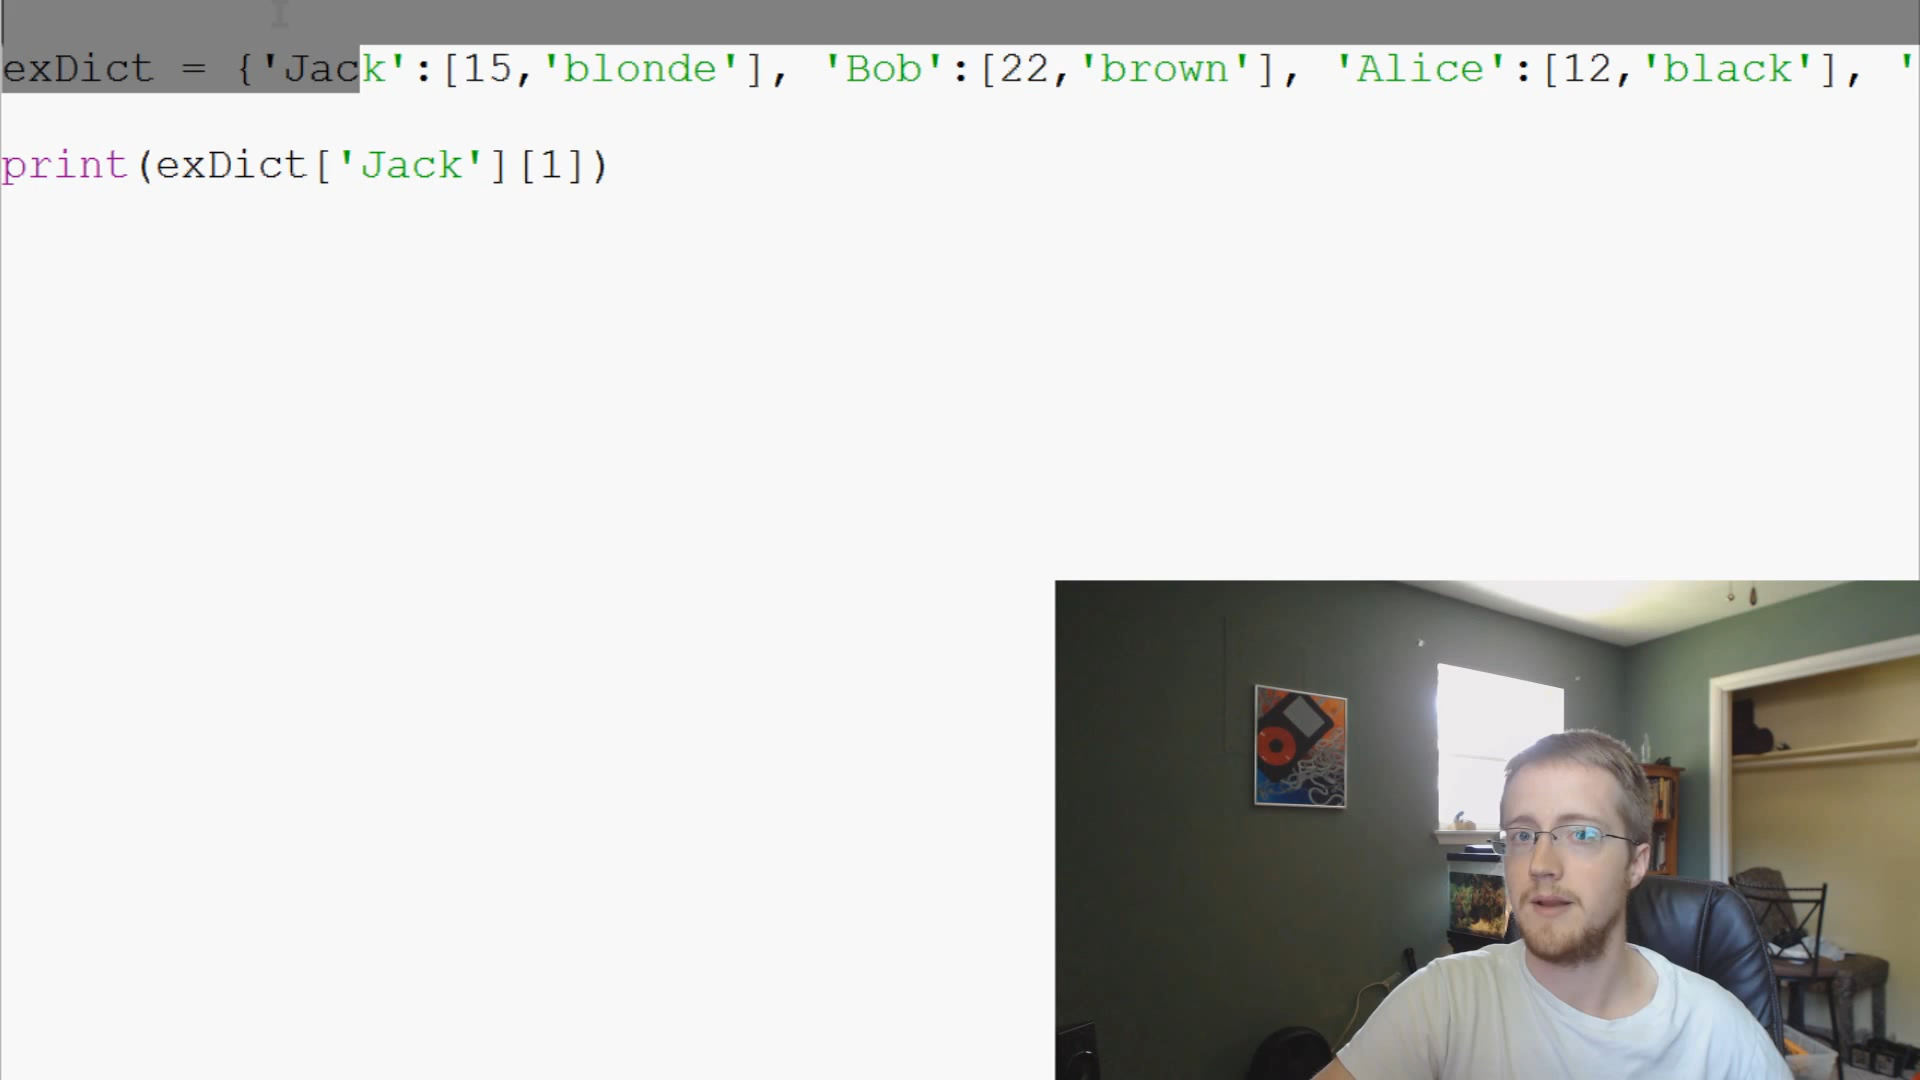 exDict = {'Jack':[15,'blonde'], 'Bob':[22,'brown'], 'Alice':[12,'black'], '
print(exDict['Jack'][1])